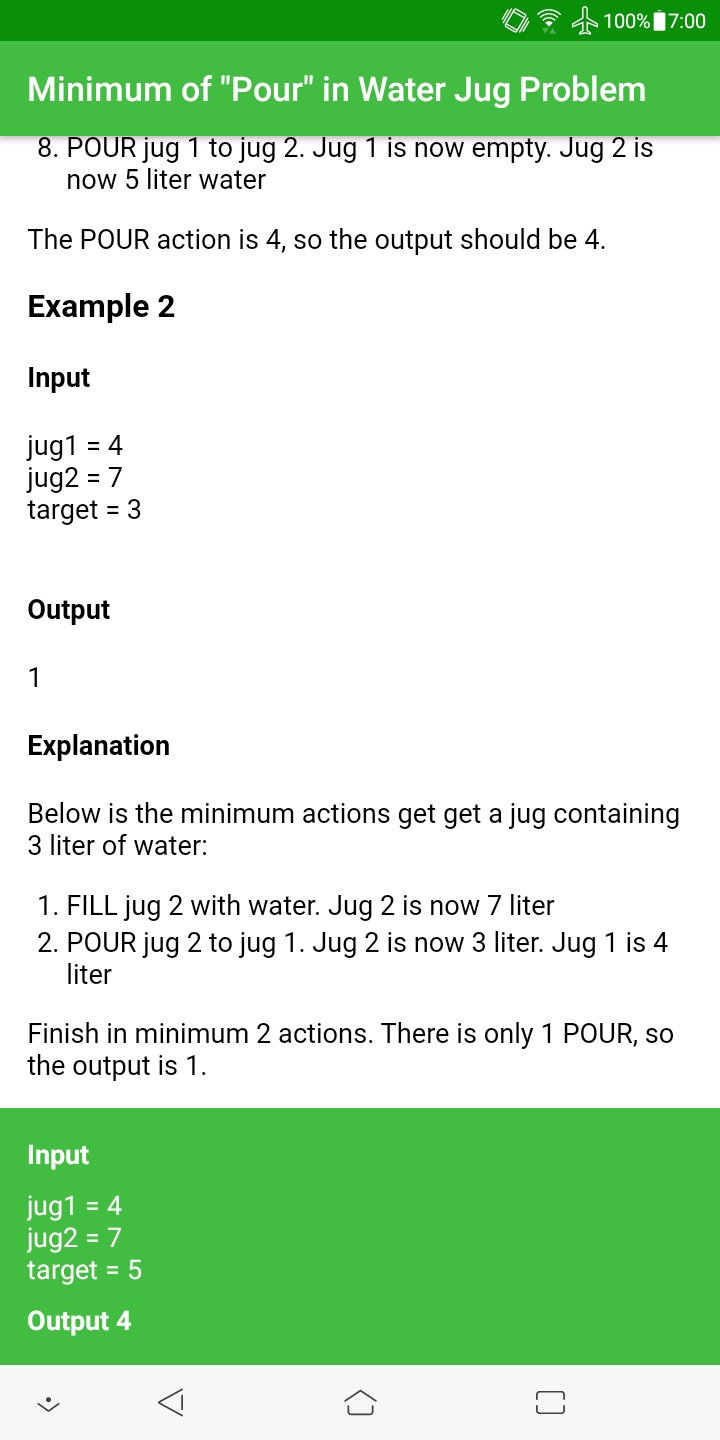 100% 7:00
Minimum of "Pour" in Water Jug Problem
8. POUR jug 1 to jug 2. Jug 1 is now empty. Jug 2 is
now 5 liter water
The POUR action is 4, so the output should be 4.
Example 2
Input
jug1 = 4
jug2 = 7
target = 3
Output
1
Explanation
Below is the minimum actions get get a jug containing
3 liter of water:
1. FILL jug 2 with water. Jug 2 is now 7 liter
2. POUR jug 2 to jug 1. Jug 2 is now 3 liter. Jug 1 is 4
liter
Finish in minimum 2 actions. There is only 1 POUR, so
the output is 1.
Input
jug1 = 4
jug2 = 7
target = 5
Output 4